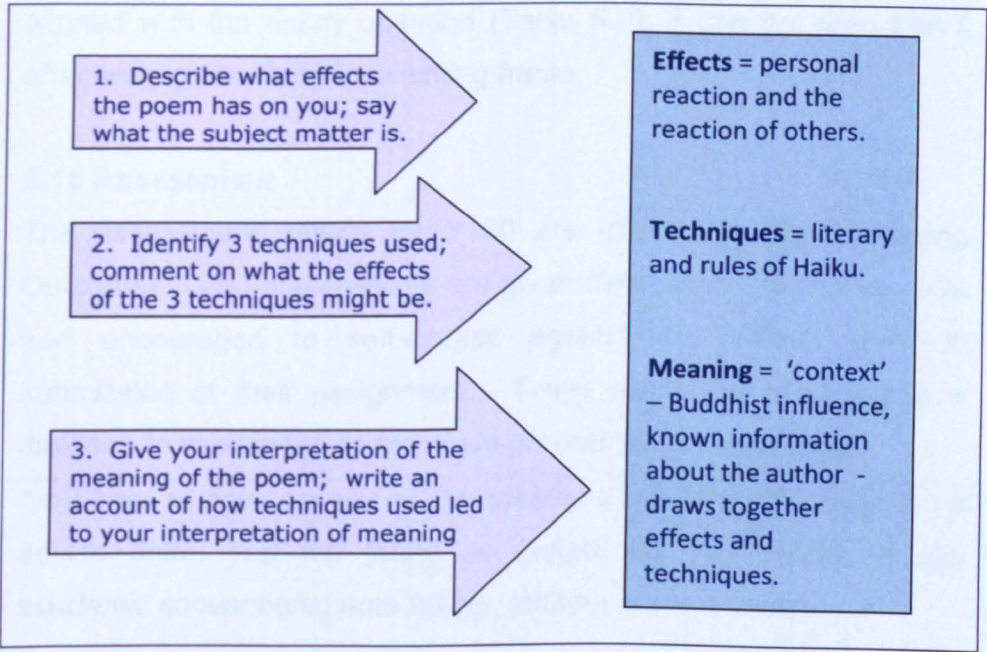 1. Describe what effects
the poem has on you; say
what the subject matter is.
2. Identify 3 techniques used;
comment on what the effects
of the 3 techniques might be.
3. Give your interpretation of the
meaning of the poem; write an
account of how techniques used led
to your interpretation of meaning
Effects = personal
reaction and the
reaction of others.
Techniques = literary
and rules of Haiku.
Meaning = 'context'
– Buddhist influence,
known information
about the author -
draws together
effects and
techniques.